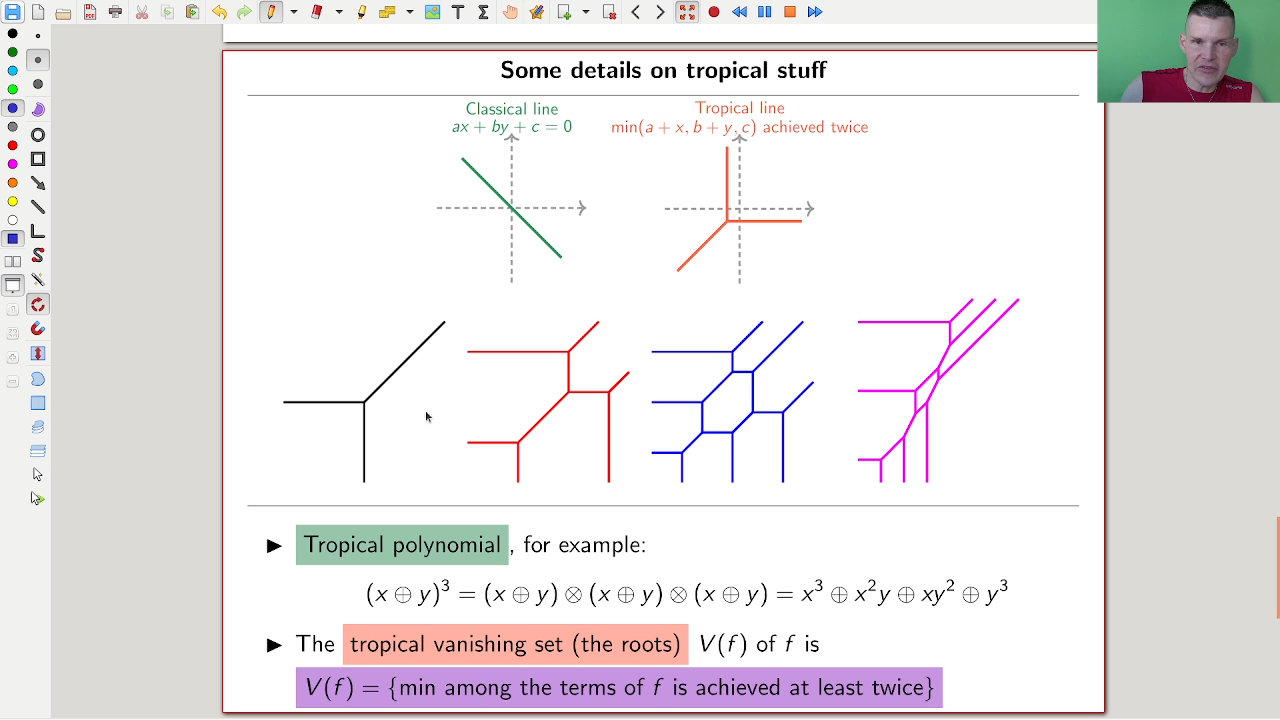 Some details on tropical stuff
Classical line
ax + by + c = 0
Tropical line
min(a + x, b + y, c) achieved twice
► Tropical polynomial , for example:
(x ⊕ y)³ = (x ⊕ y) ⊗ (x ⊕ y) ⊗ (x ⊕ y) = x³ ⊕ x²y ⊕ xy² ⊕ y³
► The tropical vanishing set (the roots) V(f) of f is
V(f) = {min among the terms of f is achieved at least twice}